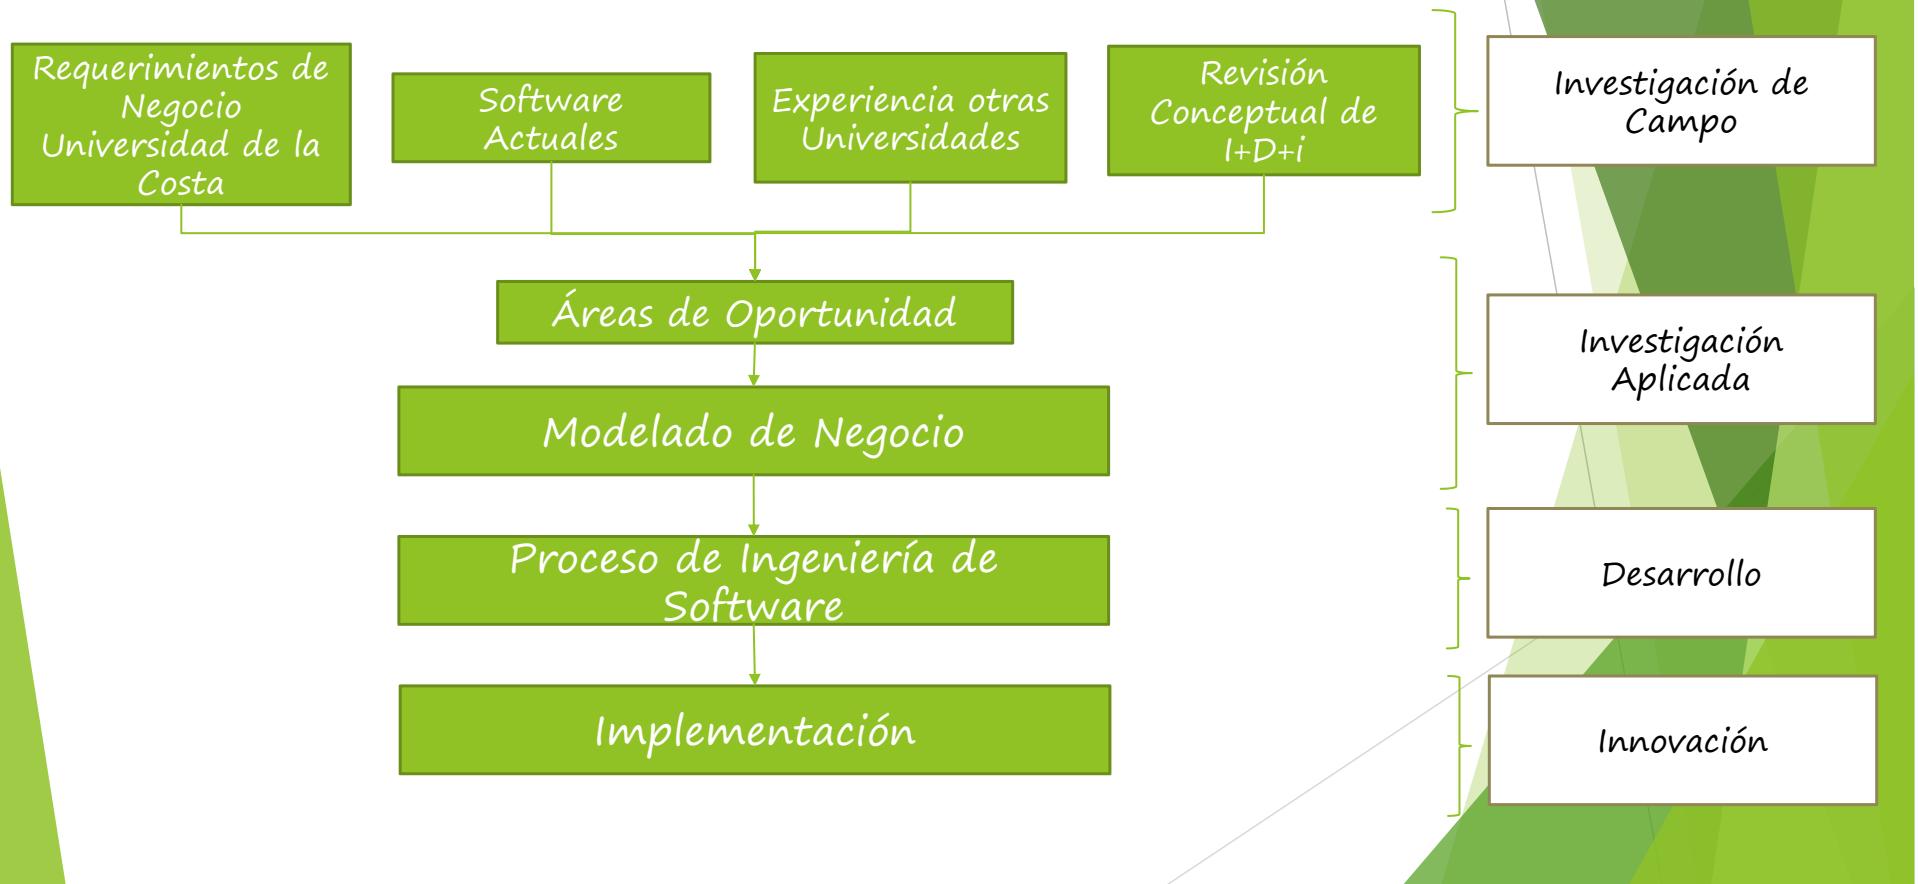 Requerimientos de
Negocio
Universidad de la
Costa
Software
Actuales
Experiencia otras
Universidades
Revisión
Conceptual de
I+D+i
Investigación de
Campo
Áreas de Oportunidad
Investigación
Aplicada
Modelado de Negocio
Proceso de Ingeniería de
Software
Desarrollo
Implementación
Innovación